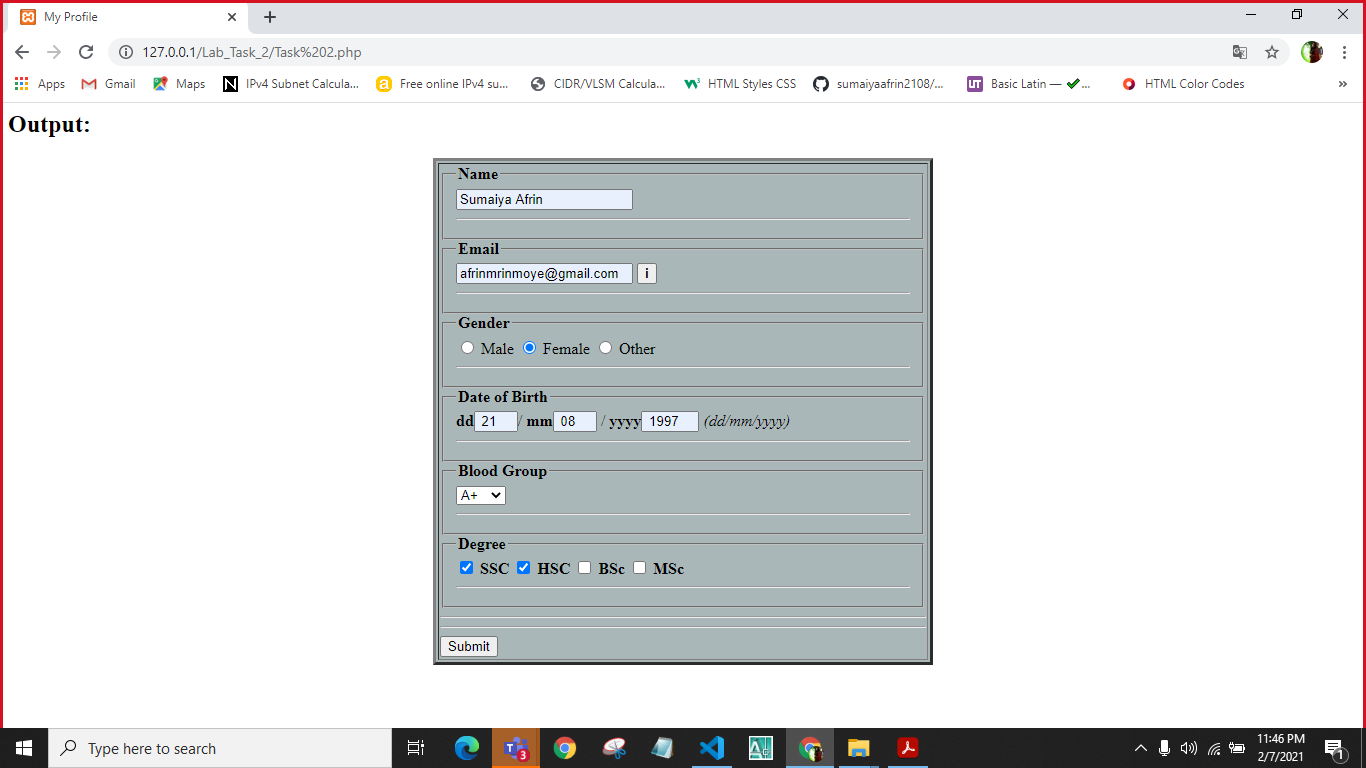 My Profile
127.0.0.1/Lab_Task_2/Task%202.php
Apps Gmail Maps IPv4 Subnet Calcula... Free online IPv4 su... CIDR/VLSM Calcula... HTML Styles CSS sumaiyaafrin2108/... UT Basic Latin — ✔... HTML Color Codes »
Output:
Name
Sumaiya Afrin
Email
afrinmrinmoye@gmail.com i
Gender
Male Female Other
Date of Birth
dd 21 / mm 08 / yyyy 1997 (dd/mm/yyyy)
Blood Group
A+
Degree
SSC HSC BSc MSc
Submit
Type here to search
3
11:46 PM
2/7/2021
1